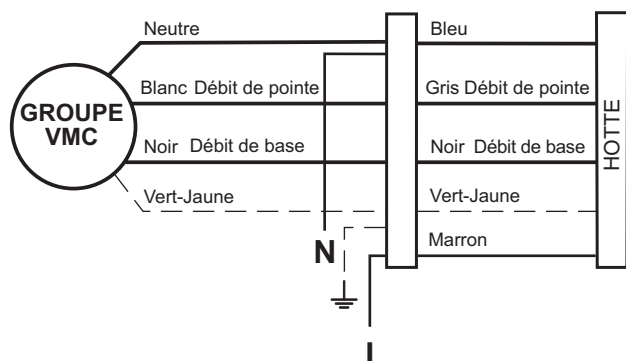 Neutre
Bleu
Blanc Débit de pointe
Gris Débit de pointe
GROUPE
VMC
HOTTE
Noir Débit de base
Noir Débit de base
Vert-Jaune
Vert-Jaune
N
Marron